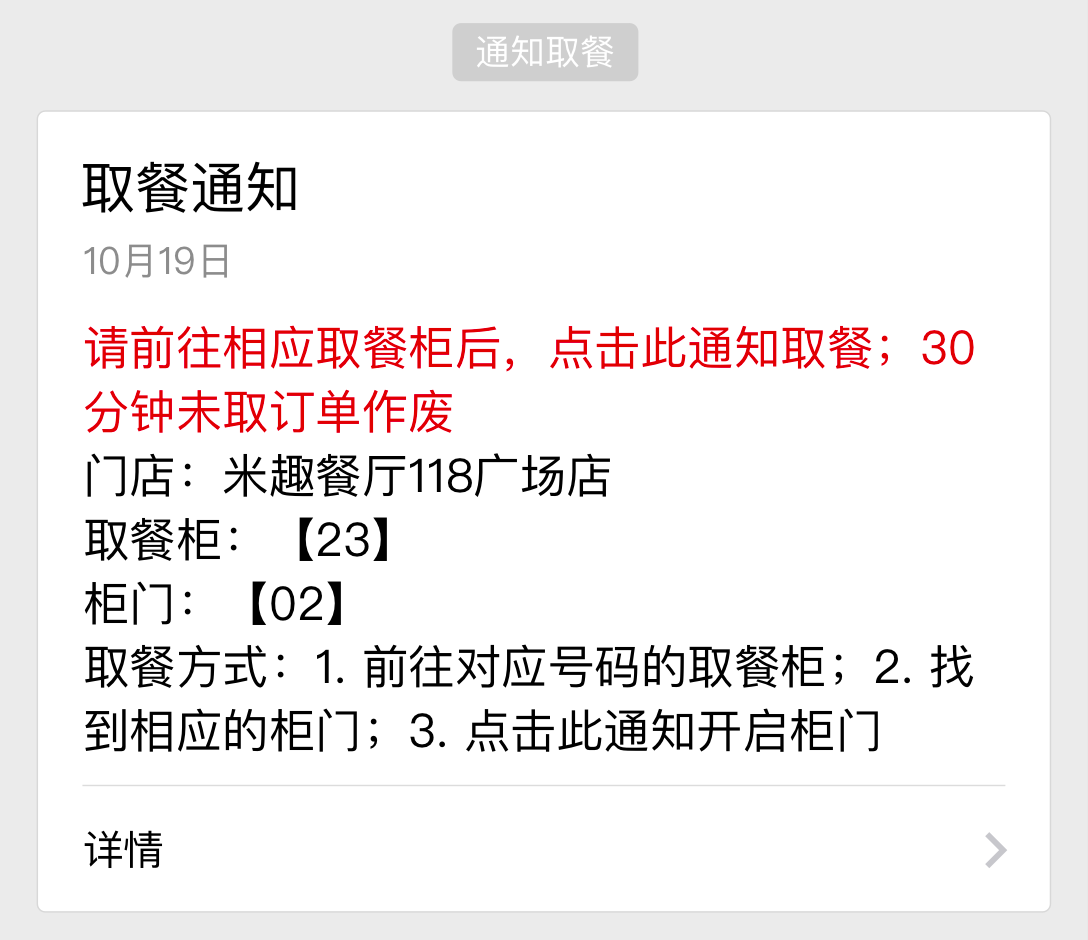 通知取餐
取餐通知
10月19日
请前往相应取餐柜后，点击此通知取餐；30
分钟未取订单作废
门店：米趣餐厅118广场店
取餐柜：【23】
柜门：【02】
取餐方式：1. 前往对应号码的取餐柜；2. 找
到相应的柜门；3. 点击此通知开启柜门
详情